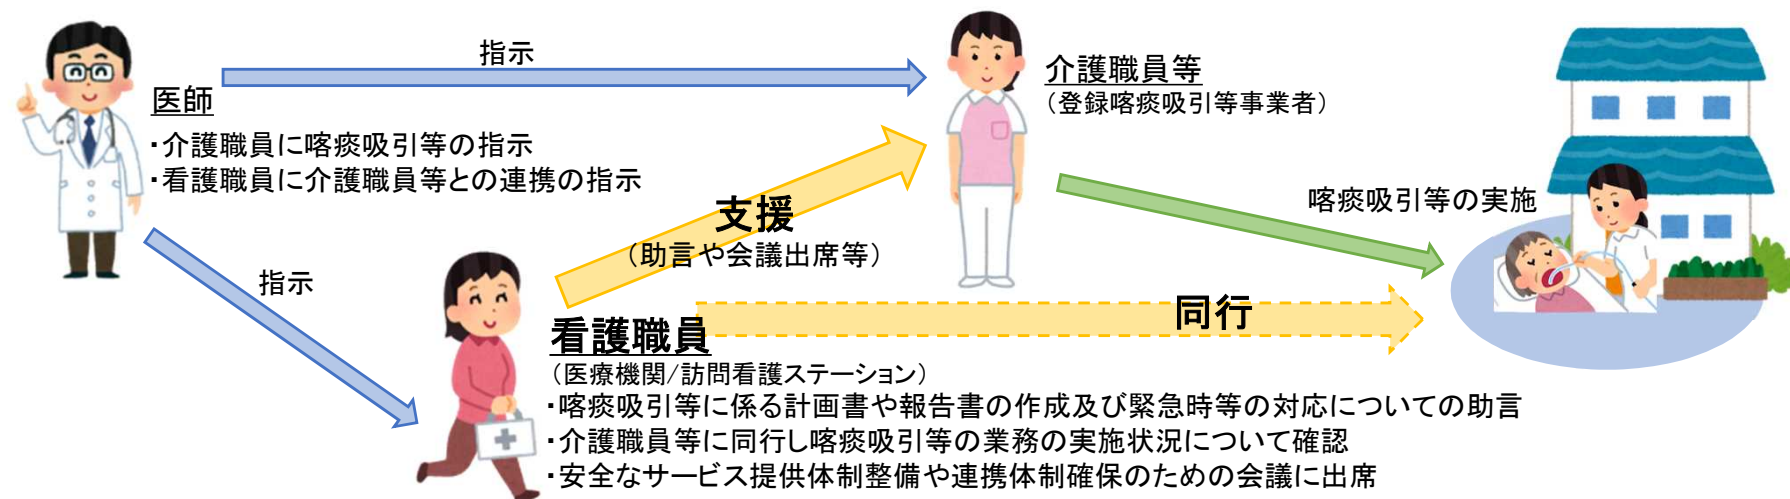 指示
医師
・介護職員に喀痰吸引等の指示
・看護職員に介護職員等との連携の指示
介護職員等
（登録喀痰吸引等事業者）
支援
（助言や会議出席等）
喀痰吸引等の実施
指示
同行
看護職員
（医療機関/訪問看護ステーション）
・喀痰吸引等に係る計画書や報告書の作成及び緊急時等の対応についての助言
・介護職員等に同行し喀痰吸引等の業務の実施状況について確認
・安全なサービス提供体制整備や連携体制確保のための会議に出席